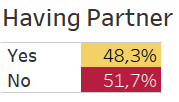 Having Partner
Yes 48,3%
No 51,7%